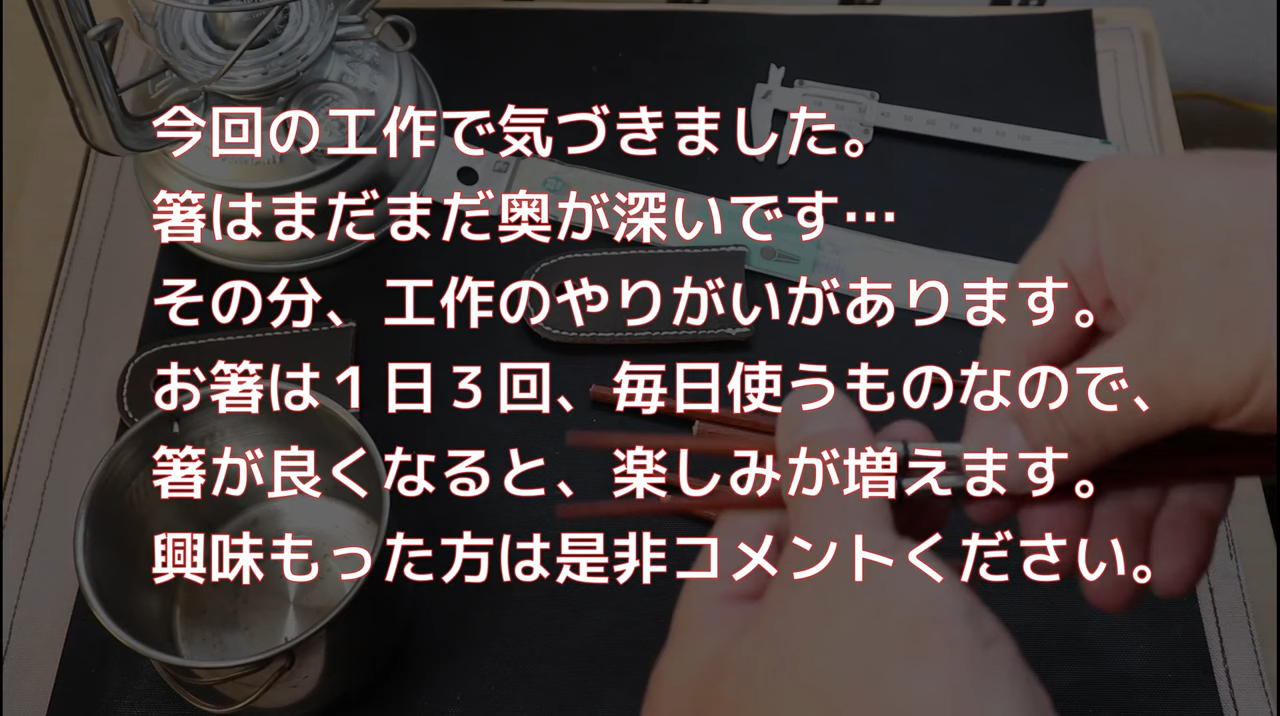 今回の工作で気づきました。
箸はまだまだ奥が深いです…
その分、工作のやりがいがあります。
お箸は１日３回、毎日使うものなので、
箸が良くなると、楽しみが増えます。
興味もった方は是非コメントください。